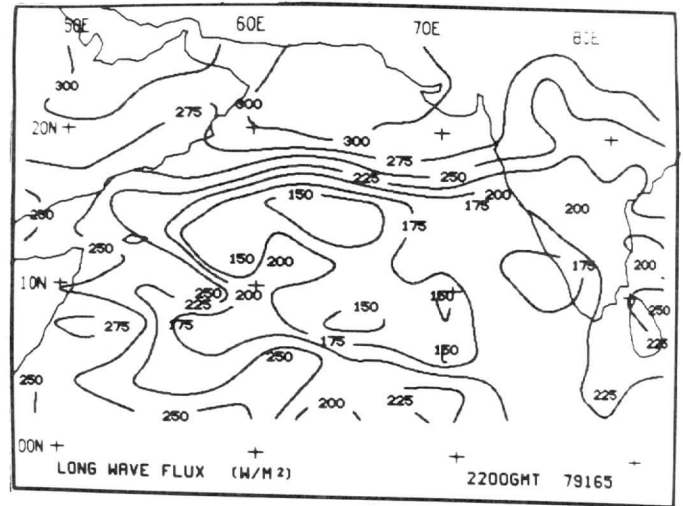 50E 60E 70E 80E
300
275 300
20N
300
275
225 250
150 200
175 175
250 200
250
150 200 200
175
10N
250 200 150 150
225 250
275 175
175 150 225
250
250 225
250 200 225
00N
LONG WAVE FLUX (W/M²) 2200GMT 79165